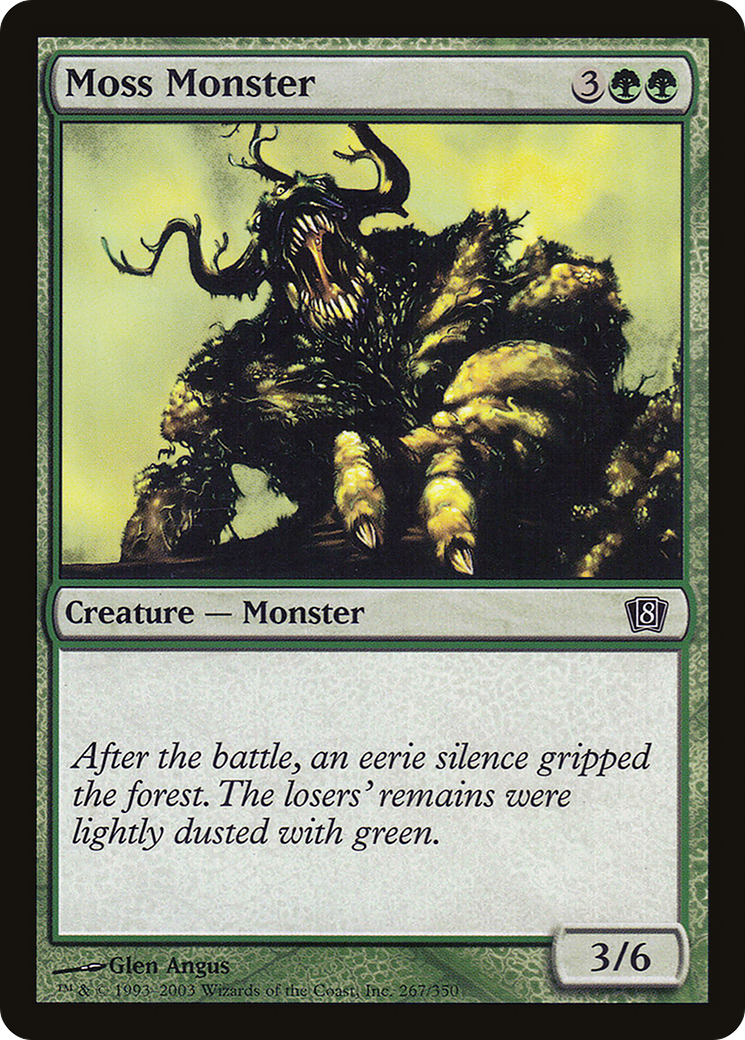 Moss Monster 3
Creature — Monster 8
After the battle, an eerie silence gripped
the forest. The losers' remains were
lightly dusted with green.
3/6
Glen Angus
™ & © 1993–2003 Wizards of the Coast, Inc. 267/350